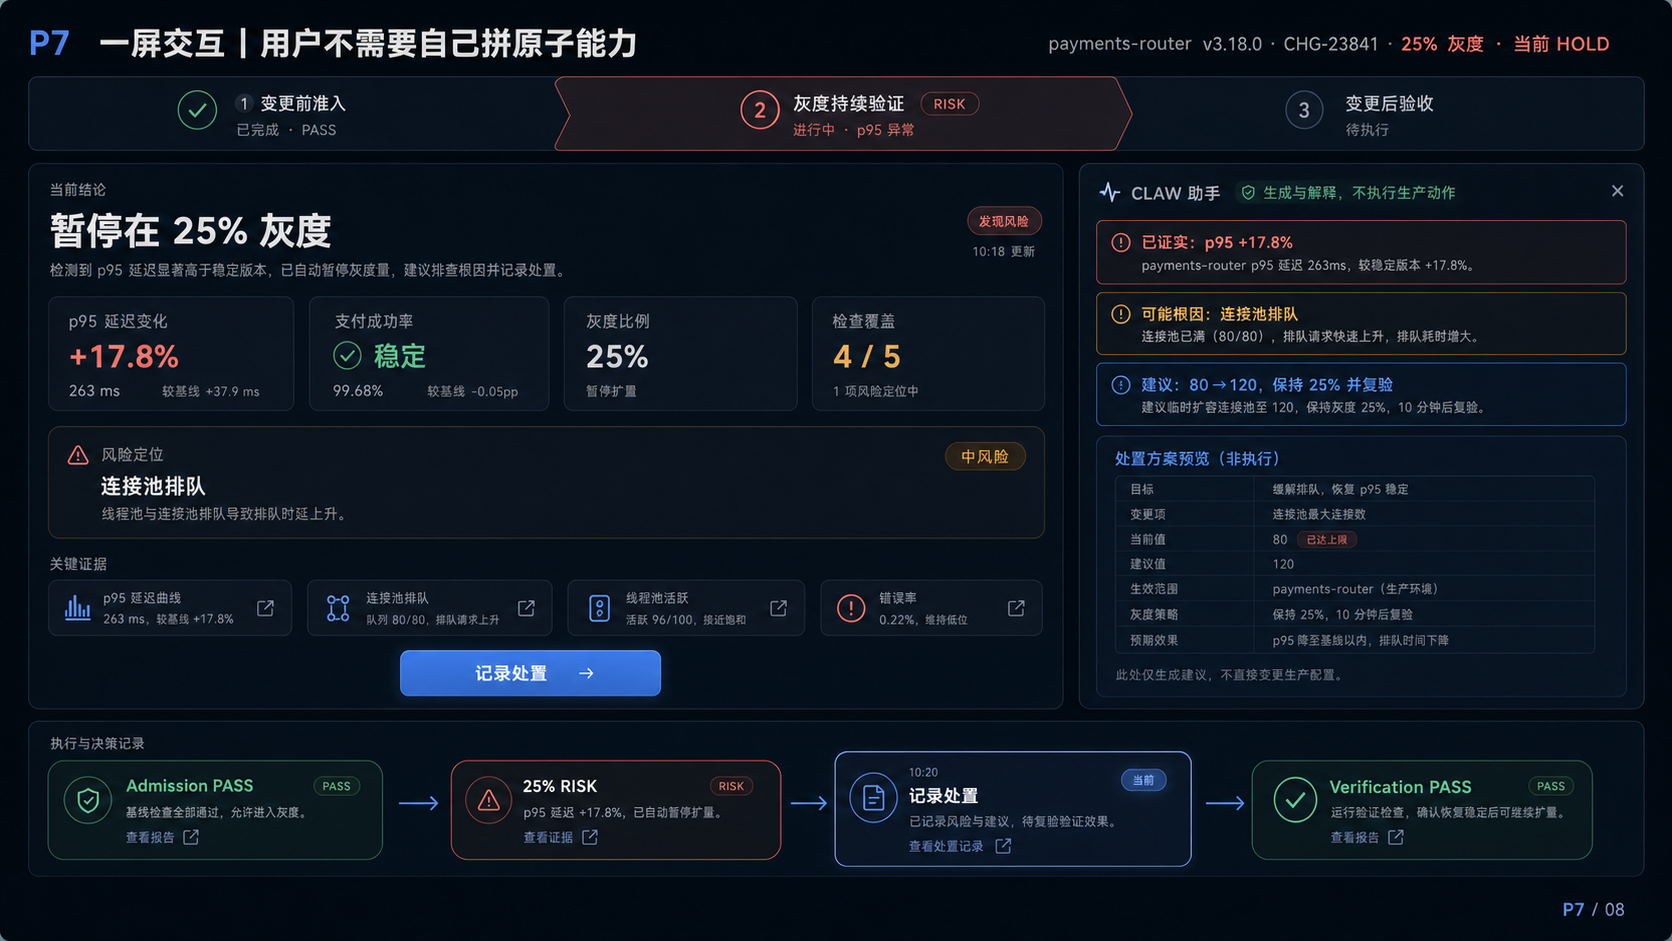 P7 一屏交互 | 用户不需要自己拼原子能力
payments-router v3.18.0 · CHG-23841 · 25% 灰度 · 当前 HOLD
1 变更前准入
已完成 · PASS
2 灰度持续验证 RISK
进行中 · p95 异常
3 变更后验收
待执行
当前结论
暂停在 25% 灰度
检测到 p95 延迟显著高于稳定版本，已自动暂停灰度量，建议排查根因并记录处置。
发现风险
10:18 更新
p95 延迟变化
+17.8%
263 ms 较基线 +37.9 ms
支付成功率
稳定
99.68% 较基线 -0.05pp
灰度比例
25%
暂停扩量
检查覆盖
4 / 5
1 项风险定位中
风险定位
中风险
连接池排队
线程池与连接池排队导致排队时延上升。
关键证据
p95 延迟曲线
263 ms，较基线 +17.8%
连接池排队
队列 80/80，排队请求上升
线程池活跃
活跃 96/100，接近饱和
错误率
0.22%，维持低位
记录处置 →
CLAW 助手 生成与解释，不执行生产动作 ×
已证实：p95 +17.8%
payments-router p95 延迟 263ms，较稳定版本 +17.8%。
可能根因：连接池排队
连接池已满（80/80），排队请求快速上升，排队耗时增大。
建议：80→120，保持 25% 并复验
建议临时扩容连接池至 120，保持灰度 25%，10 分钟后复验。
处置方案预览（非执行）
目标 缓解排队，恢复 p95 稳定
变更项 连接池最大连接数
当前值 80 已达上限
建议值 120
生效范围 payments-router（生产环境）
灰度策略 保持 25%，10 分钟后复验
预期效果 p95 降至基线以内，排队时间下降
此处仅生成建议，不直接变更生产配置。
执行与决策记录
Admission PASS PASS
基线检查全部通过，允许进入灰度。
查看报告
25% RISK RISK
p95 延迟 +17.8%，已自动暂停扩量。
查看证据
10:20
当前
记录处置
已记录风险与建议，待复验验证效果。
查看处置记录
Verification PASS PASS
运行验证检查，确认恢复稳定后可继续扩量。
查看报告
P7 / 08